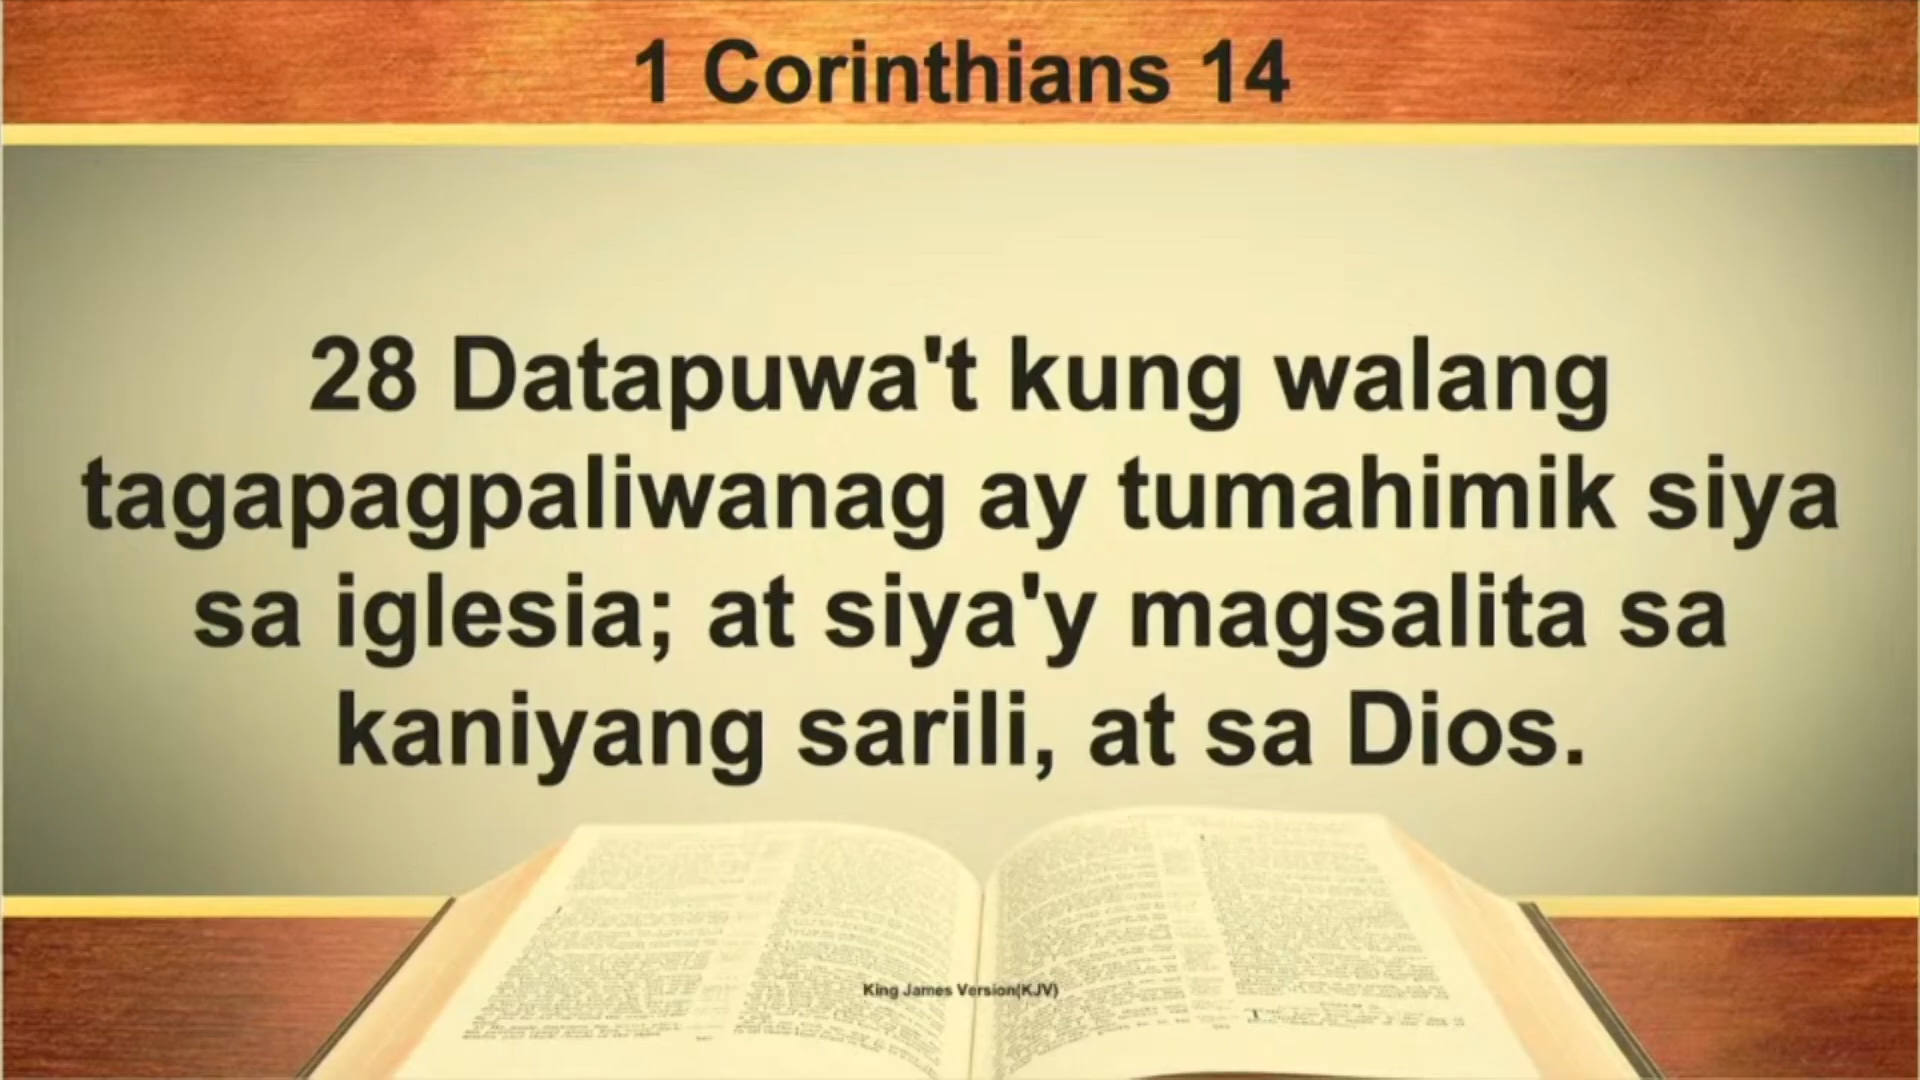 1 Corinthians 14
28 Datapuwa't kung walang
tagapagpaliwanag ay tumahimik siya
sa iglesia; at siya'y magsalita sa
kaniyang sarili, at sa Dios.
King James Version(KJV)